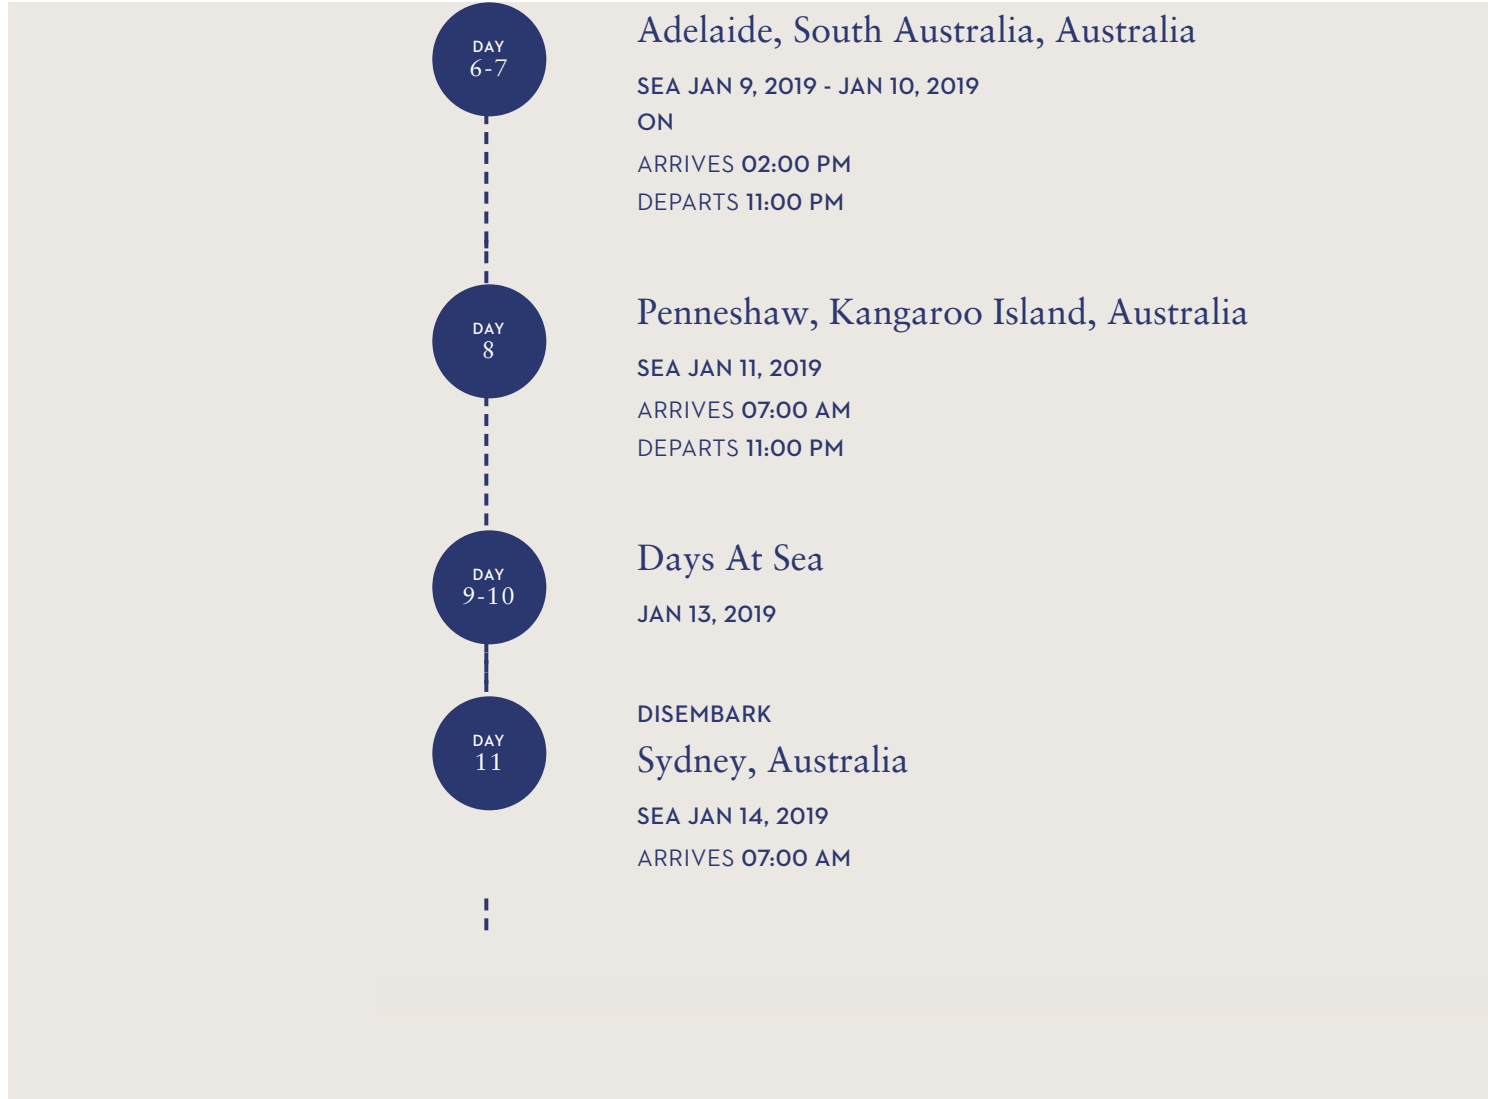 DAY
6-7
Adelaide, South Australia, Australia
SEA JAN 9, 2019 - JAN 10, 2019
ON
ARRIVES 02:00 PM
DEPARTS 11:00 PM
DAY
8
Penneshaw, Kangaroo Island, Australia
SEA JAN 11, 2019
ARRIVES 07:00 AM
DEPARTS 11:00 PM
DAY
9-10
Days At Sea
JAN 13, 2019
DAY
11
DISEMBARK
Sydney, Australia
SEA JAN 14, 2019
ARRIVES 07:00 AM